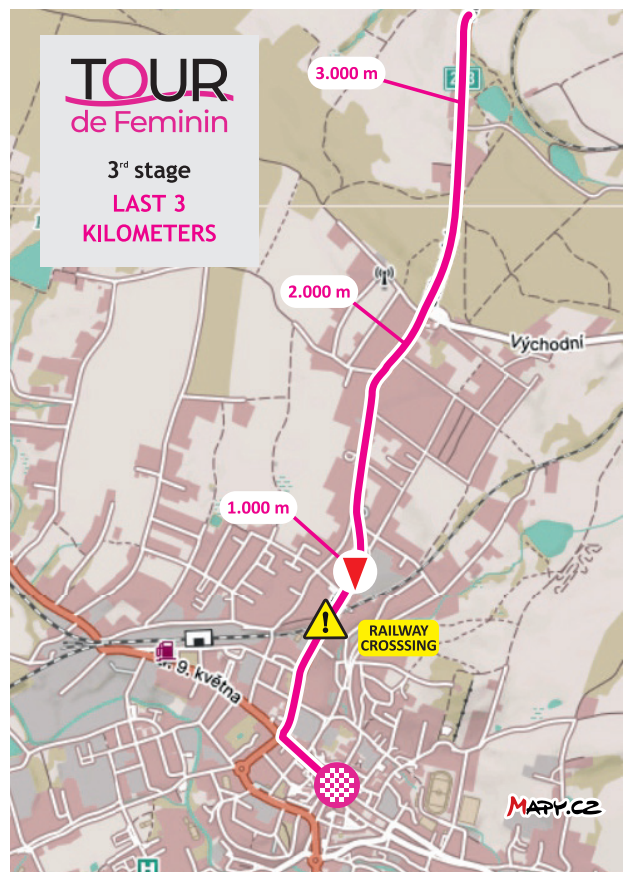 TOUR
de Feminin
3rd stage
LAST 3
KILOMETERS
3.000 m
2.000 m
Východní
1.000 m
RAILWAY
CROSSSING
9. května
MAPY.CZ
H